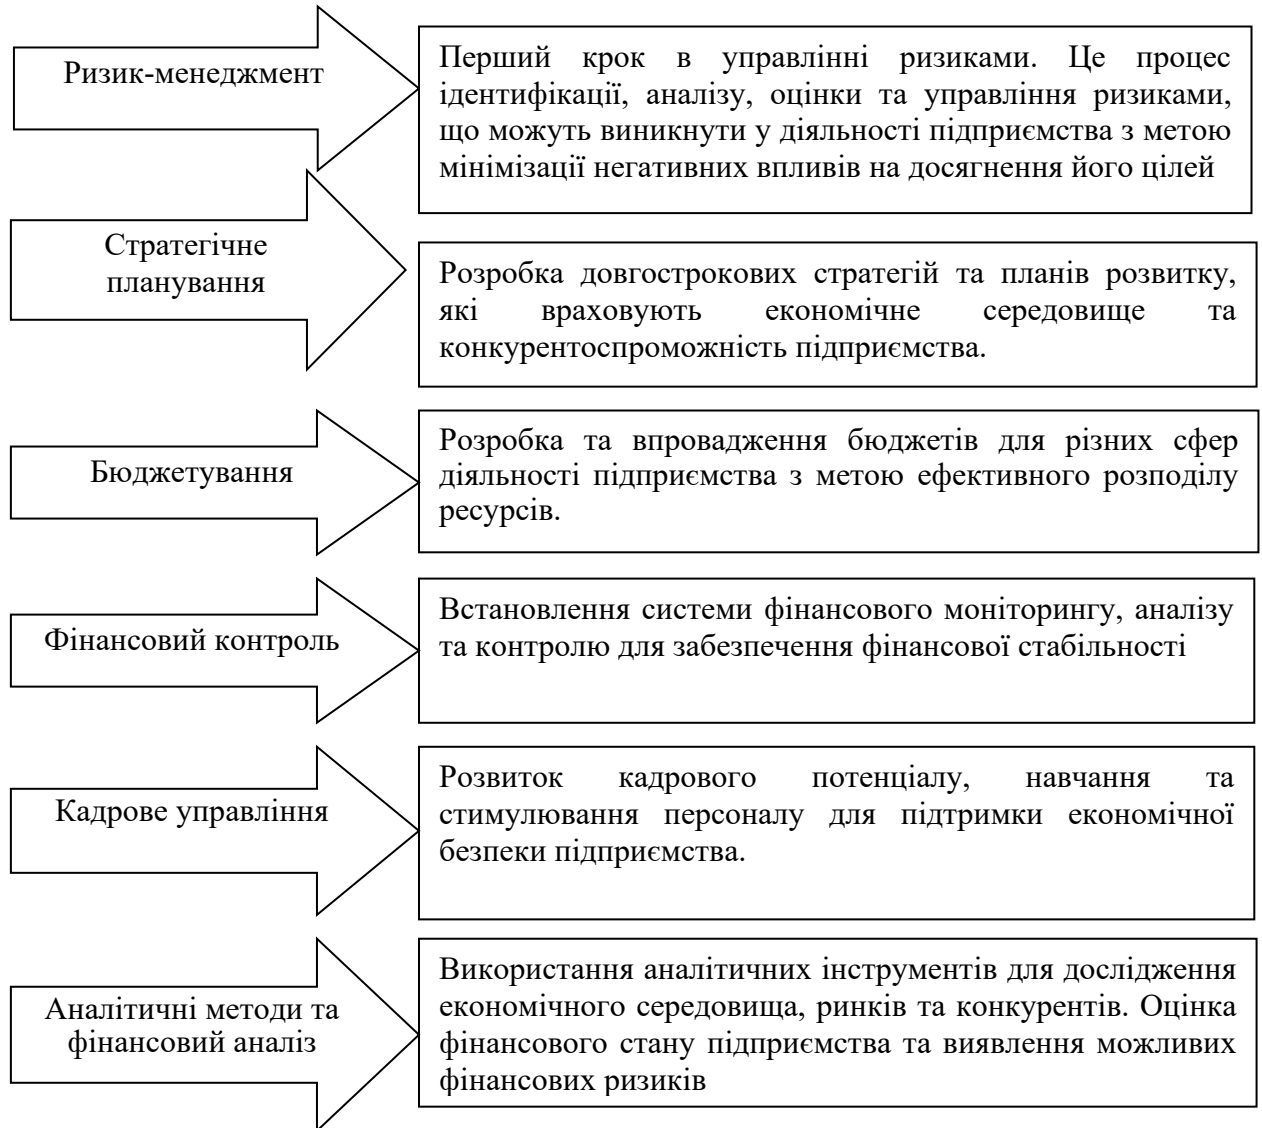 Ризик-менеджмент
Перший крок в управлінні ризиками. Це процес
ідентифікації, аналізу, оцінки та управління ризиками,
що можуть виникнути у діяльності підприємства з метою
мінімізації негативних впливів на досягнення його цілей
Стратегічне
планування
Розробка довгострокових стратегій та планів розвитку,
які враховують економічне середовище та
конкурентоспроможність підприємства.
Бюджетування
Розробка та впровадження бюджетів для різних сфер
діяльності підприємства з метою ефективного розподілу
ресурсів.
Фінансовий контроль
Встановлення системи фінансового моніторингу, аналізу
та контролю для забезпечення фінансової стабільності
Кадрове управління
Розвиток кадрового потенціалу, навчання та
стимулювання персоналу для підтримки економічної
безпеки підприємства.
Аналітичні методи та
фінансовий аналіз
Використання аналітичних інструментів для дослідження
економічного середовища, ринків та конкурентів. Оцінка
фінансового стану підприємства та виявлення можливих
фінансових ризиків